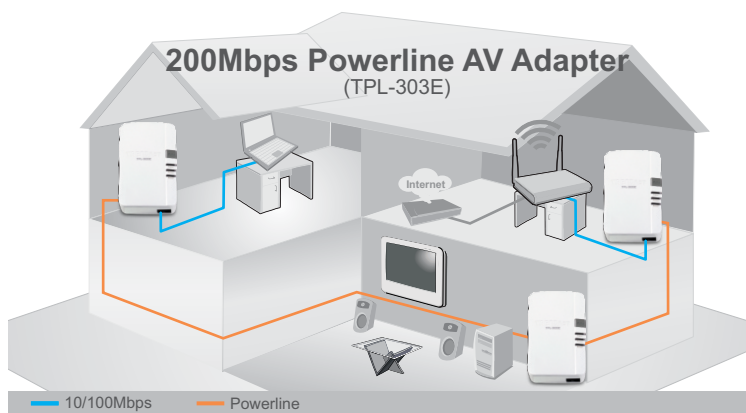 200Mbps Powerline AV Adapter
(TPL-303E)
Internet
10/100Mbps
Powerline